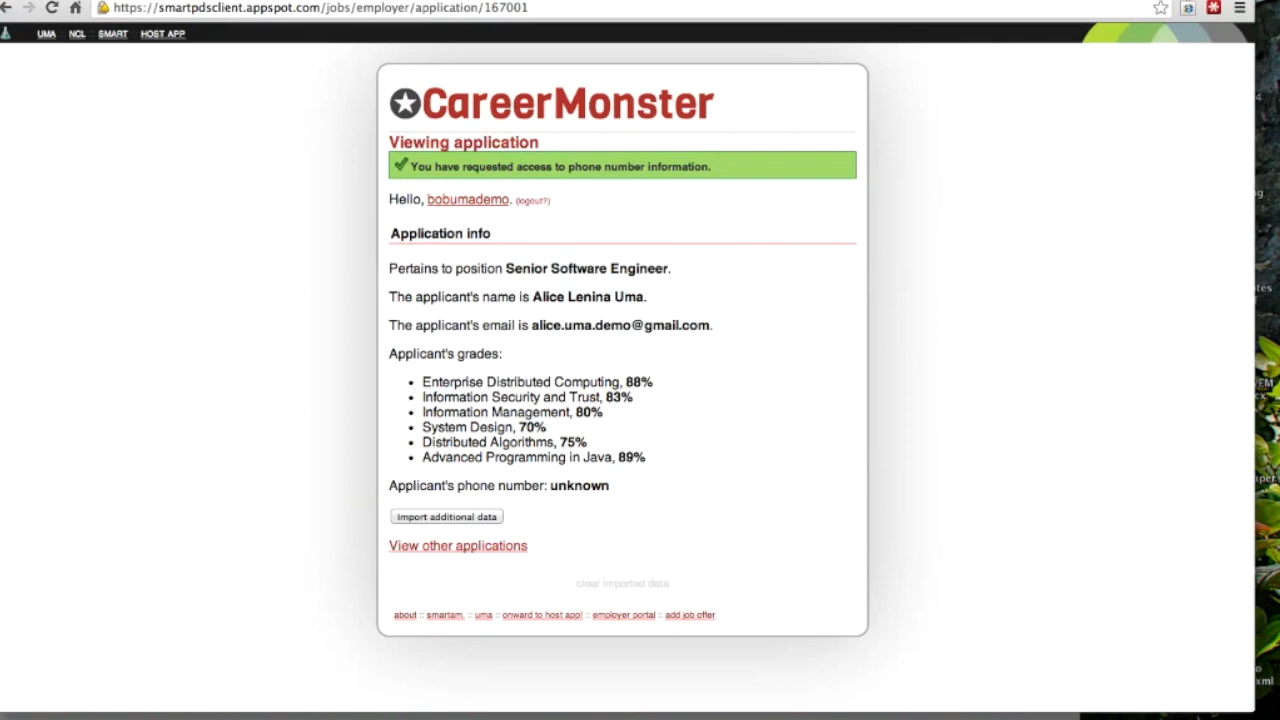 https://smartpdsclient.appspot.com/jobs/employer/application/167001
UMA :: NCL :: SMART :: HOST APP
CareerMonster
Viewing application
You have requested access to phone number information.
Hello, bobumademo. (logout?)
Application info
Pertains to position Senior Software Engineer.
The applicant's name is Alice Lenina Uma.
The applicant's email is alice.uma.demo@gmail.com.
Applicant's grades:
• Enterprise Distributed Computing, 88%
• Information Security and Trust, 83%
• Information Management, 80%
• System Design, 70%
• Distributed Algorithms, 75%
• Advanced Programming in Java, 89%
Applicant's phone number: unknown
Import additional data
View other applications
clear imported data
about :: smartam. :: uma :: onward to host app! :: employer portal :: add job offer